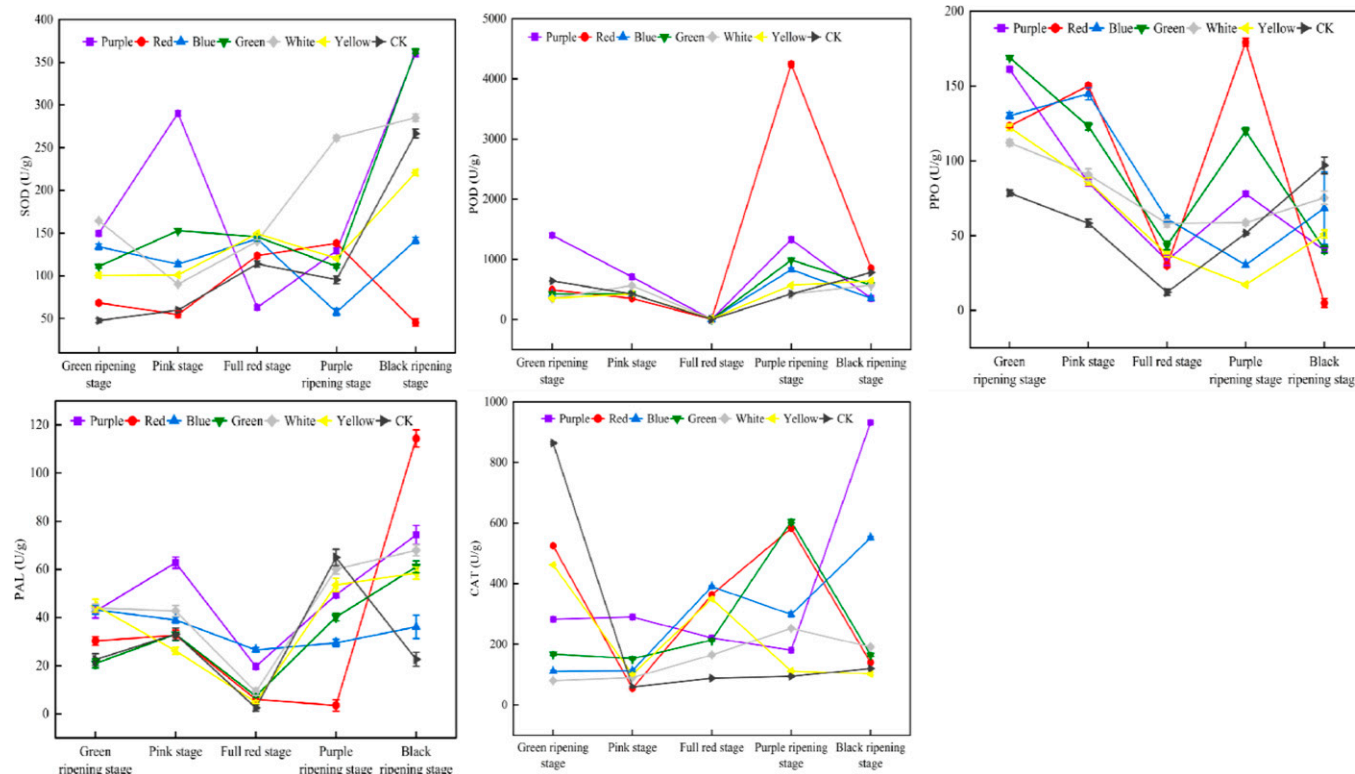 400
350
300
250
200
150
100
50
SOD (U/g)
Purple Red Blue Green White Yellow CK
Green ripening stage
Pink stage
Full red stage
Purple ripening stage
Black ripening stage
5000
4000
3000
2000
1000
0
POD (U/g)
Purple Red Blue Green White Yellow CK
Green ripening stage
Pink stage
Full red stage
Purple ripening stage
Black ripening stage
200
150
100
50
0
PPO (U/g)
Purple Red Blue Green White Yellow CK
Green ripening stage
Pink stage
Full red stage
Purple ripening stage
Black ripening stag
120
100
80
60
40
20
0
PAL (U/g)
Purple Red Blue Green White Yellow CK
Green ripening stage
Pink stage
Full red stage
Purple ripening stage
Black ripening stage
1000
800
600
400
200
0
CAT (U/g)
Purple Red Blue Green White Yellow CK
Green ripening stage
Pink stage
Full red stage
Purple ripening stage
Black ripening stage